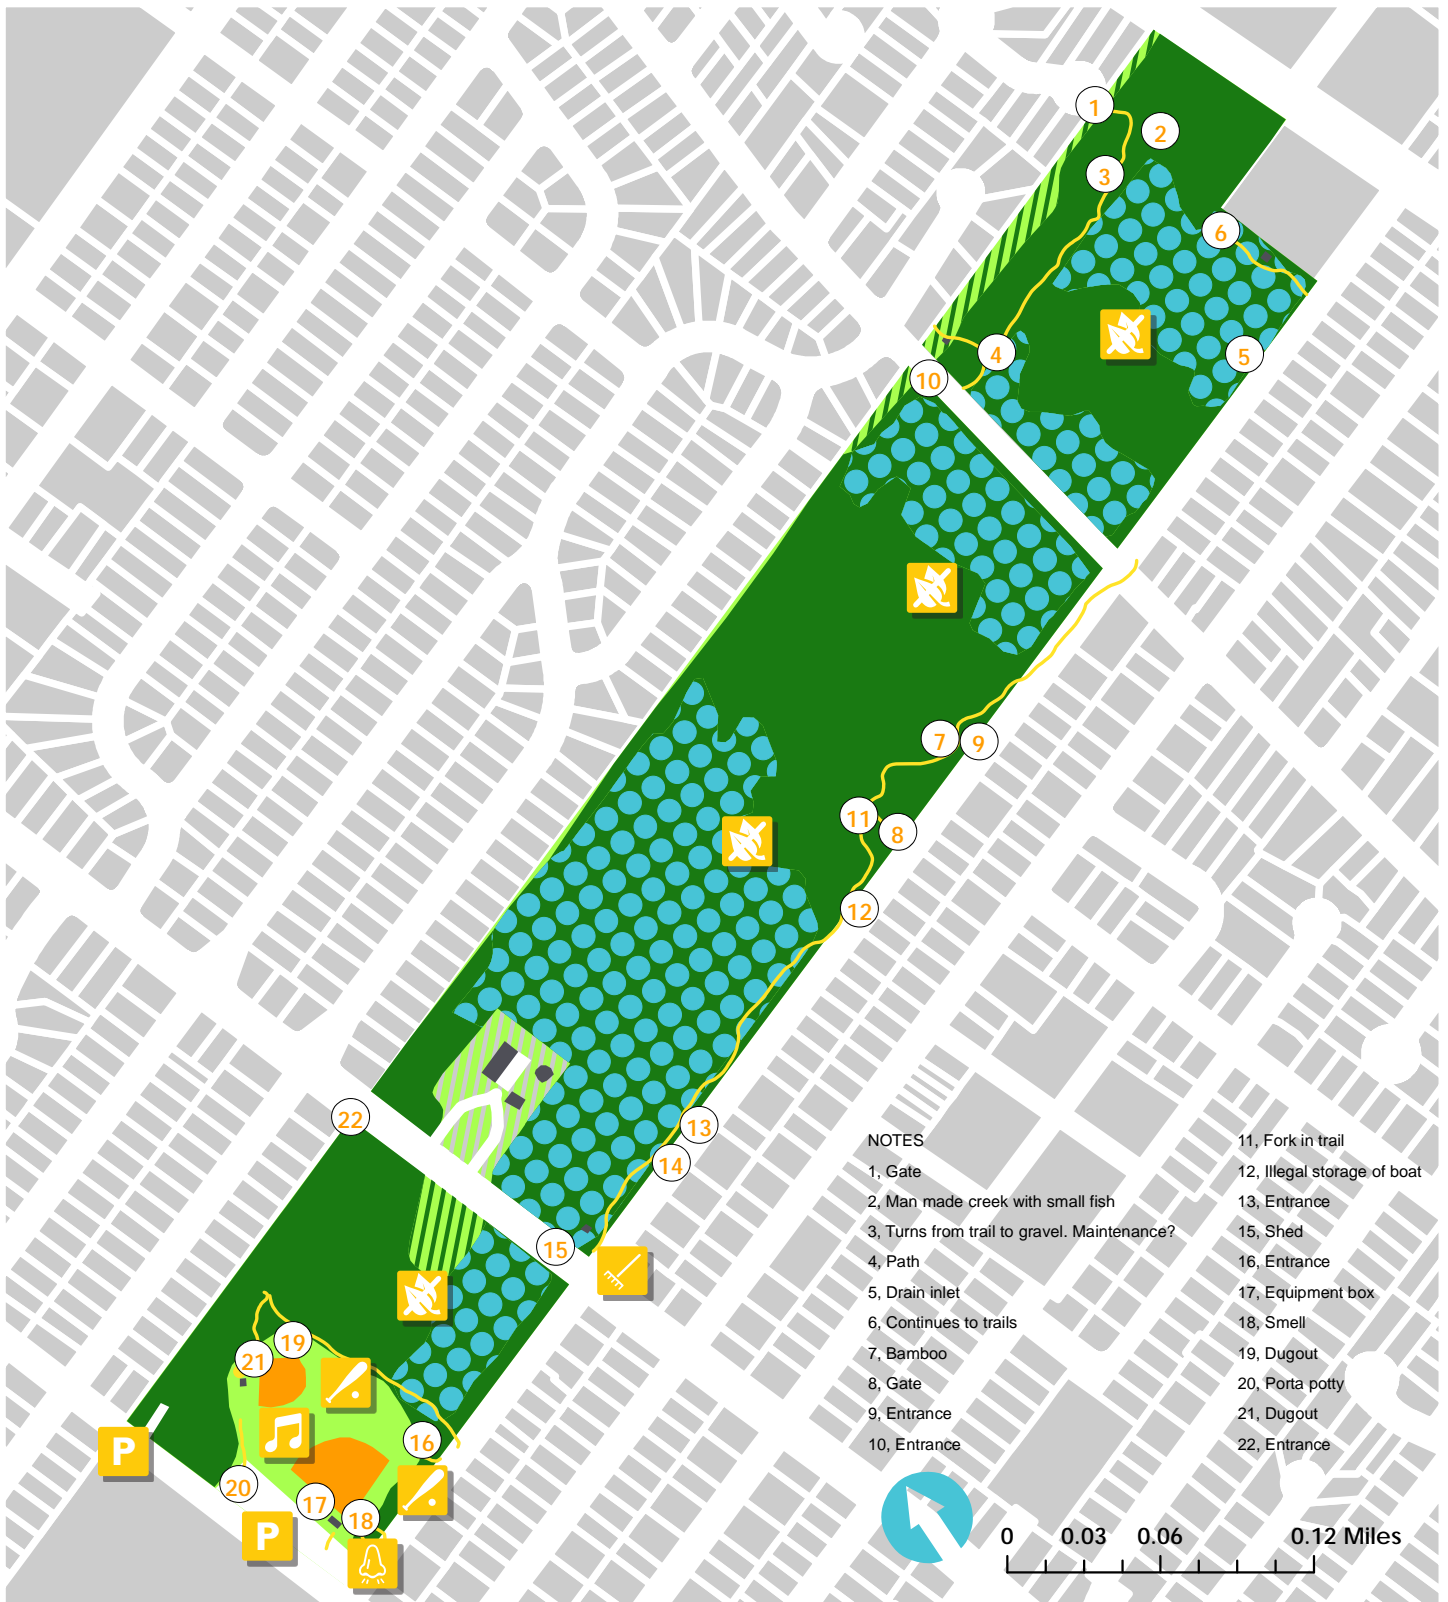 1
2
3
6
4
5
10
7
9
11
8
12
22
13
14
15
19
21
16
20
17
18
P
P
NOTES
1, Gate
2, Man made creek with small fish
3, Turns from trail to gravel. Maintenance?
4, Path
5, Drain inlet
6, Continues to trails
7, Bamboo
8, Gate
9, Entrance
10, Entrance
11, Fork in trail
12, Illegal storage of boat
13, Entrance
15, Shed
16, Entrance
17, Equipment box
18, Smell
19, Dugout
20, Porta potty
21, Dugout
22, Entrance
0 0.03 0.06 0.12 Miles